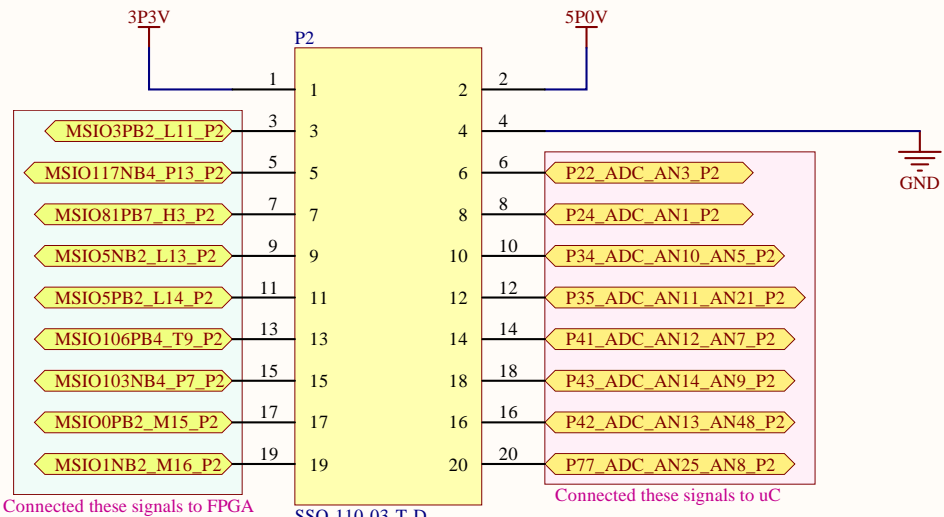 3P3V
5P0V
P2
1 1 2 2
MSIO3PB2_L11_P2 3 3 4 4
GND
MSIO117NB4_P13_P2 5 5 6 6 P22_ADC_AN3_P2
MSIO81PB7_H3_P2 7 7 8 8 P24_ADC_AN1_P2
MSIO5NB2_L13_P2 9 9 10 10 P34_ADC_AN10_AN5_P2
MSIO5PB2_L14_P2 11 11 12 12 P35_ADC_AN11_AN21_P2
MSIO106PB4_T9_P2 13 13 14 14 P41_ADC_AN12_AN7_P2
MSIO103NB4_P7_P2 15 15 18 18 P43_ADC_AN14_AN9_P2
MSIO0PB2_M15_P2 17 17 16 16 P42_ADC_AN13_AN48_P2
MSIO1NB2_M16_P2 19 19 20 20 P77_ADC_AN25_AN8_P2
Connected these signals to FPGA
Connected these signals to uC
SSQ-110-03-T-D